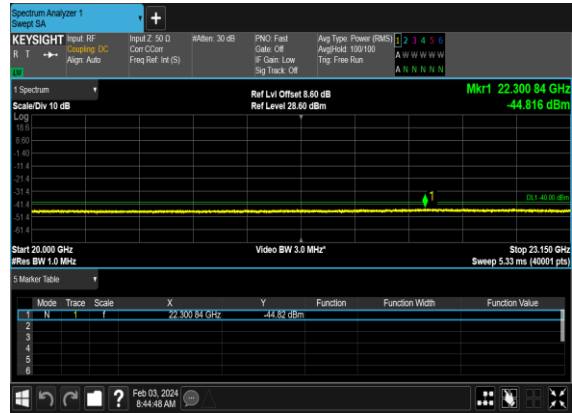 Spectrum Analyzer 1
Swept SA
+
KEYSIGHT Input: RF Input Z: 50 Ω #Atten: 30 dB PNO: Fast Avg Type: Power (RMS) 1 2 3 4 5 6
R T Coupling: DC Corr CCorr Gate: Off Avg|Hold: 100/100 A W W W W W
Align: Auto Freq Ref: Int (S) IF Gain: Low Trig: Free Run
Sig Track: Off A N N N N N
1 Spectrum Ref Lvl Offset 8.60 dB Mkr1 22.300 84 GHz
Scale/Div 10 dB Ref Level 28.60 dBm -44.816 dBm
Log
18.6
8.60
-1.40
-11.4
-21.4
-31.4
1
DL1 -40.00 dBm
-41.4
-51.4
-61.4
Start 20.000 GHz Video BW 3.0 MHz* Stop 23.150 GHz
#Res BW 1.0 MHz Sweep 5.33 ms (40001 pts)
5 Marker Table
Mode Trace Scale X Y Function Function Width Function Value
1 N 1 f 22.300 84 GHz -44.82 dBm
2
3
4
5
6
? Feb 03, 2024
8:44:48 AM